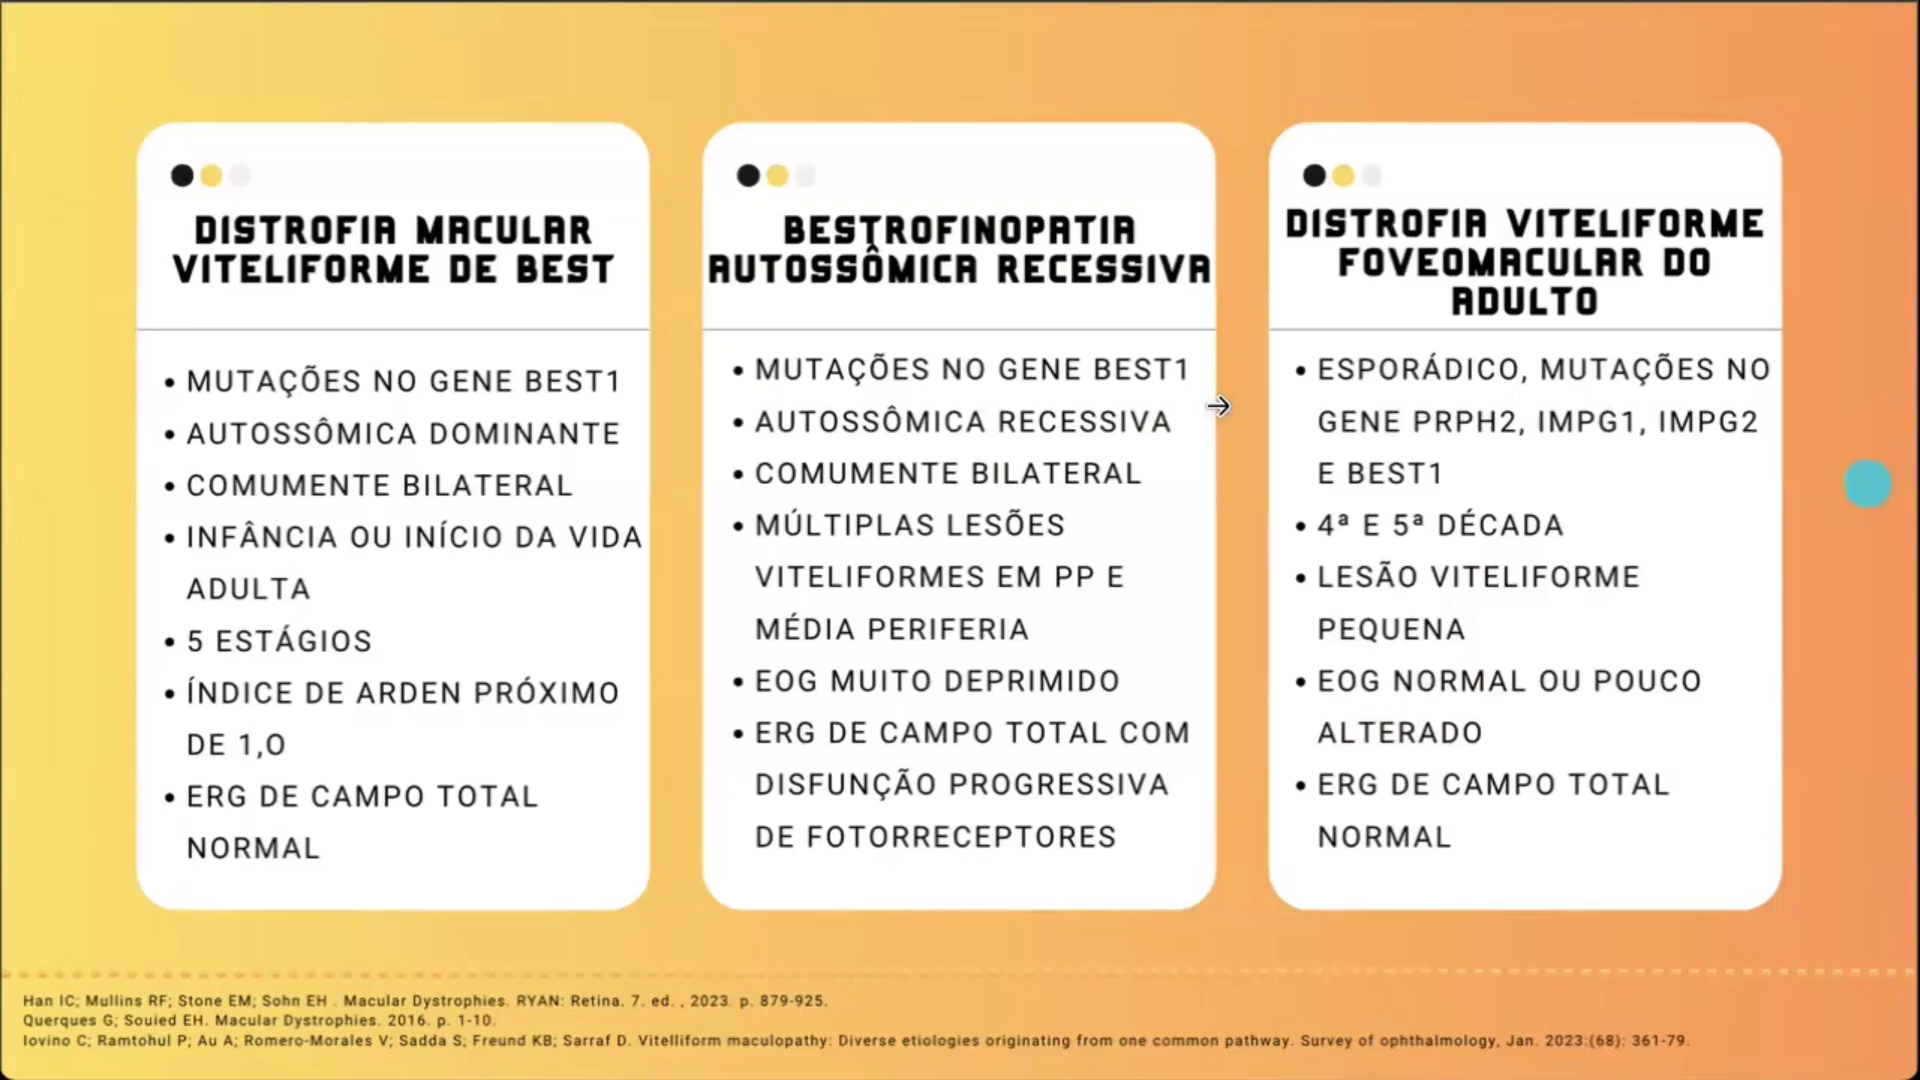 DISTROFIA MACULAR
VITELIFORME DE BEST
• MUTAÇÕES NO GENE BEST1
• AUTOSSÔMICA DOMINANTE
• COMUMENTE BILATERAL
• INFÂNCIA OU INÍCIO DA VIDA
ADULTA
• 5 ESTÁGIOS
• ÍNDICE DE ARDEN PRÓXIMO
DE 1,O
• ERG DE CAMPO TOTAL
NORMAL
BESTROFINOPATIA
AUTOSSÔMICA RECESSIVA
• MUTAÇÕES NO GENE BEST1
• AUTOSSÔMICA RECESSIVA
• COMUMENTE BILATERAL
• MÚLTIPLAS LESÕES
VITELIFORMES EM PP E
MÉDIA PERIFERIA
• EOG MUITO DEPRIMIDO
• ERG DE CAMPO TOTAL COM
DISFUNÇÃO PROGRESSIVA
DE FOTORRECEPTORES
DISTROFIA VITELIFORME
FOVEOMACULAR DO
ADULTO
• ESPORÁDICO, MUTAÇÕES NO
GENE PRPH2, IMPG1, IMPG2
E BEST1
• 4ª E 5ª DÉCADA
• LESÃO VITELIFORME
PEQUENA
• EOG NORMAL OU POUCO
ALTERADO
• ERG DE CAMPO TOTAL
NORMAL
Han IC; Mullins RF; Stone EM; Sohn EH . Macular Dystrophies. RYAN: Retina. 7. ed. , 2023. p. 879-925.
Querques G; Souied EH. Macular Dystrophies. 2016. p. 1-10.
Iovino C; Ramtohul P; Au A; Romero-Morales V; Sadda S; Freund KB; Sarraf D. Vitelliform maculopathy: Diverse etiologies originating from one common pathway. Survey of ophthalmology, Jan. 2023:(68): 361-79.